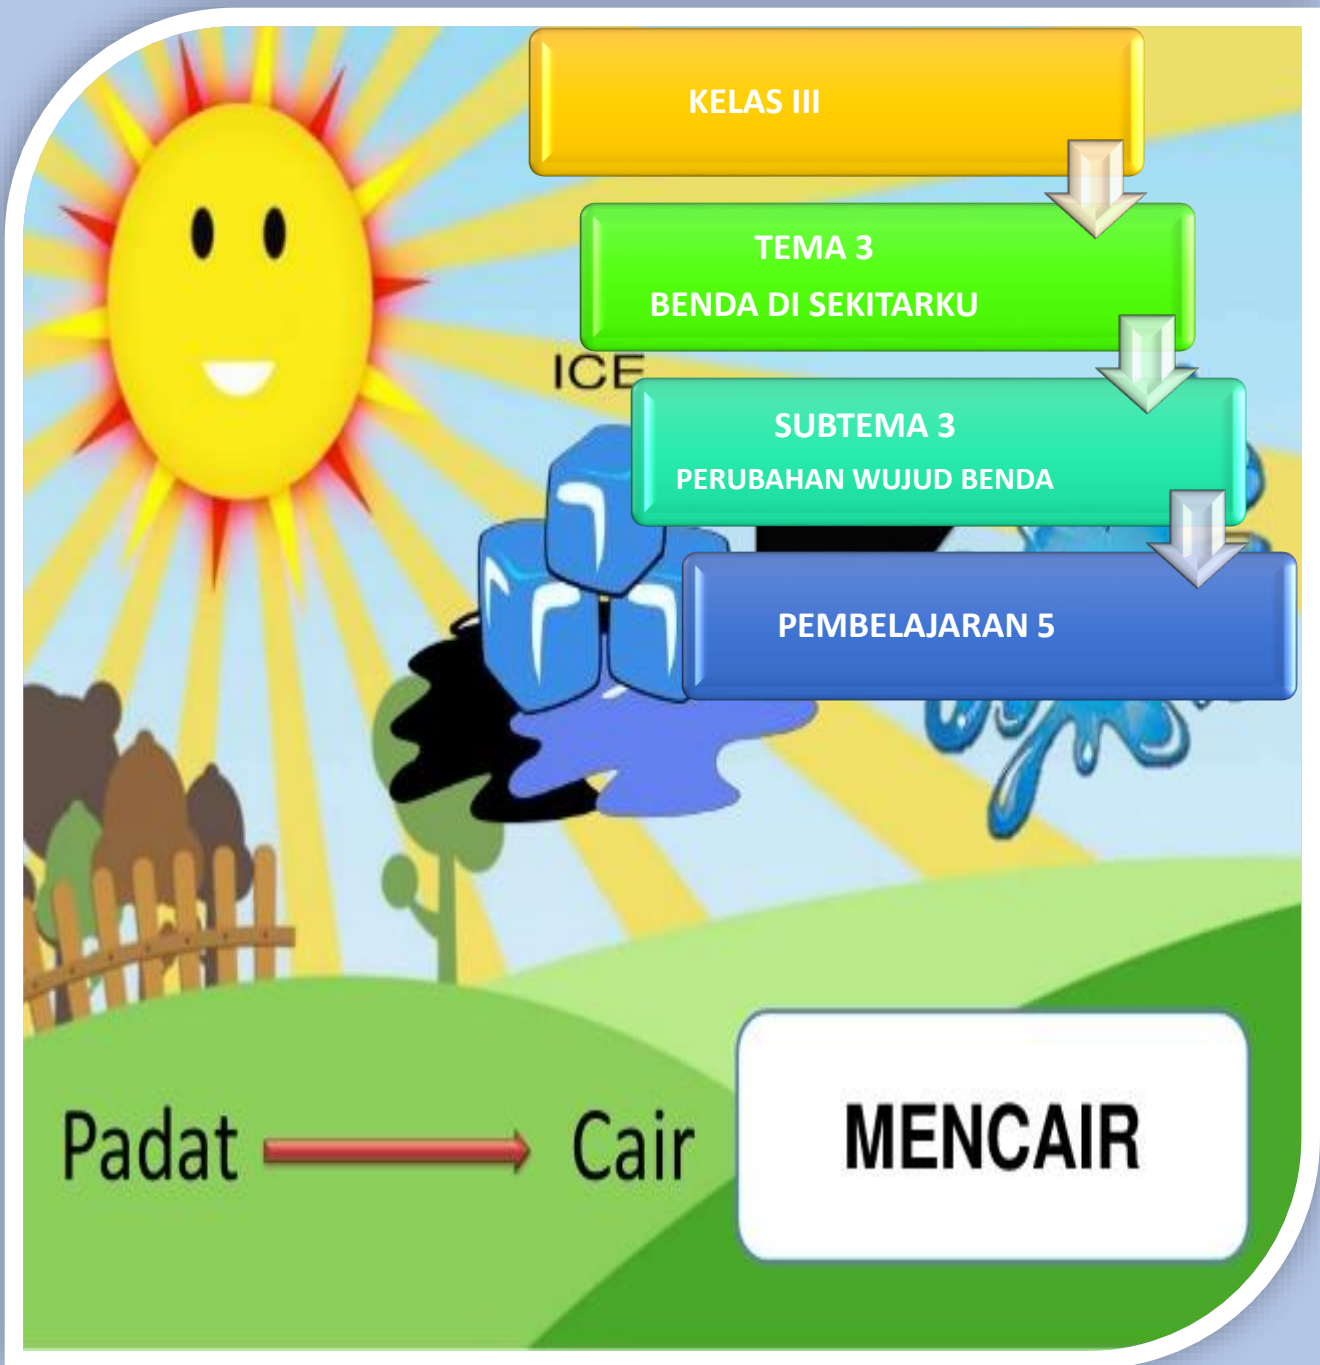 KELAS III
TEMA 3
BENDA DI SEKITARKU
ICE
SUBTEMA 3
PERUBAHAN WUJUD BENDA
PEMBELAJARAN 5
Padat Cair MENCAIR